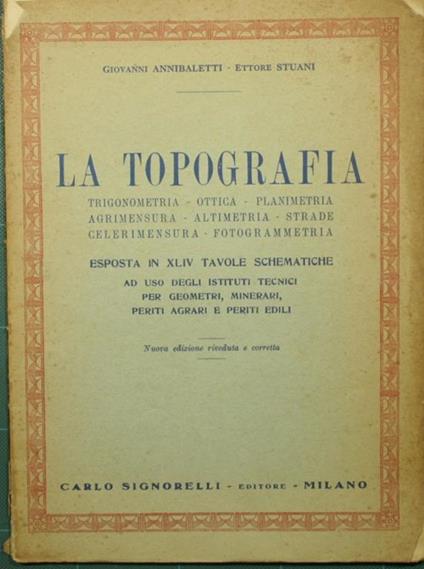 GIOVANNI ANNIBALETTI - ETTORE STUANI
LA TOPOGRAFIA
TRIGONOMETRIA - OTTICA - PLANIMETRIA
AGRIMENSURA - ALTIMETRIA - STRADE
CELERIMENSURA - FOTOGRAMMETRIA
ESPOSTA IN XLIV TAVOLE SCHEMATICHE
AD USO DEGLI ISTITUTI TECNICI
PER GEOMETRI, MINERARI,
PERITI AGRARI E PERITI EDILI
Nuova edizione riveduta e corretta
CARLO SIGNORELLI - EDITORE - MILANO